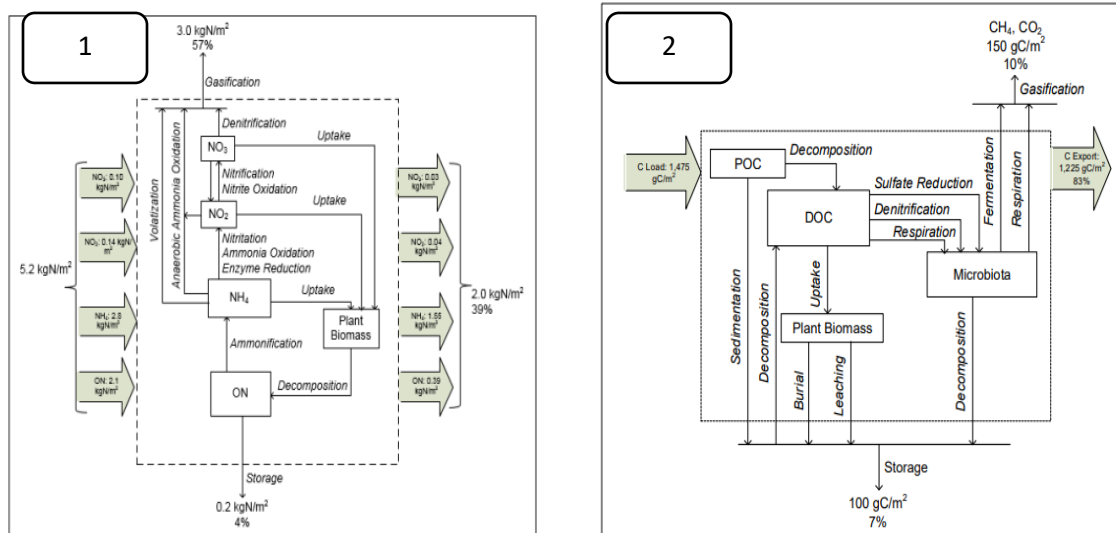 1
3.0 kgN/m²
57%
Gasification
Denitrification
Uptake
NO₃
Volatization
Anaerobic Ammonia Oxidation
Nitrification
Nitrite Oxidation
NO₂
Nitritation
Ammonia Oxidation
Enzyme Reduction
NH₄
Uptake
Plant
Biomass
Ammonification
Decomposition
ON
Storage
0.2 kgN/m²
4%
5.2 kgN/m²
NO₃: 0.10
kgN/m²
NO₂: 0.14 kgN/
m²
NH₄: 2.8
kgN/m²
ON: 2.1
kgN/m²
NO₃: 0.03
kgN/m²
NO₂: 0.04
kgN/m²
NH₄: 1.55
kgN/m²
ON: 0.39
kgN/m²
2.0 kgN/m²
39%
2
CH₄, CO₂
150 gC/m²
10%
Gasification
C Load: 1,475
gC/m²
C Export:
1,225 gC/m²
83%
POC
Decomposition
DOC
Sulfate Reduction
Denitrification
Respiration
Fermentation
Respiration
Microbiota
Uptake
Plant Biomass
Sedimentation
Decomposition
Burial
Leaching
Decomposition
Storage
100 gC/m²
7%